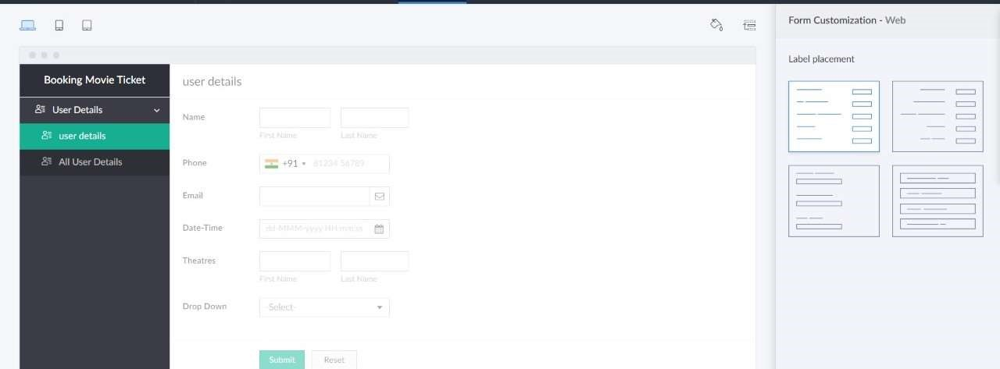 Form Customization - Web
Label placement
Booking Movie Ticket
User Details
user details
All User Details
user details
Name
First Name
Last Name
Phone
+91
81234 56789
Email
Date-Time
dd-MMM-yyyy HH:mm:ss
Theatres
First Name
Last Name
Drop Down
-Select-
Submit
Reset